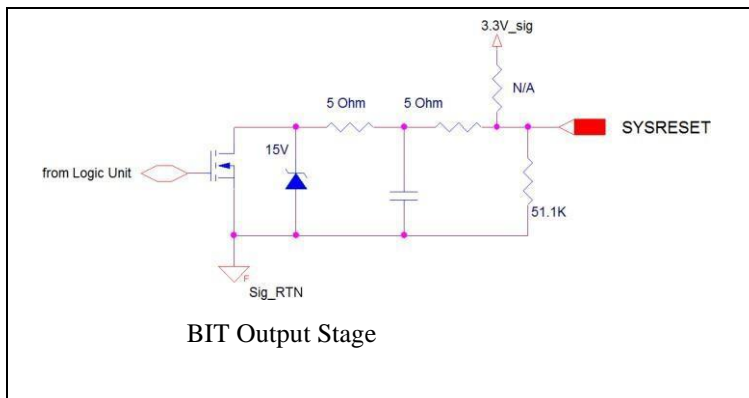 3.3V_sig
N/A
5 Ohm 5 Ohm
SYSRESET
15V
from Logic Unit
51.1K
F
Sig_RTN
BIT Output Stage